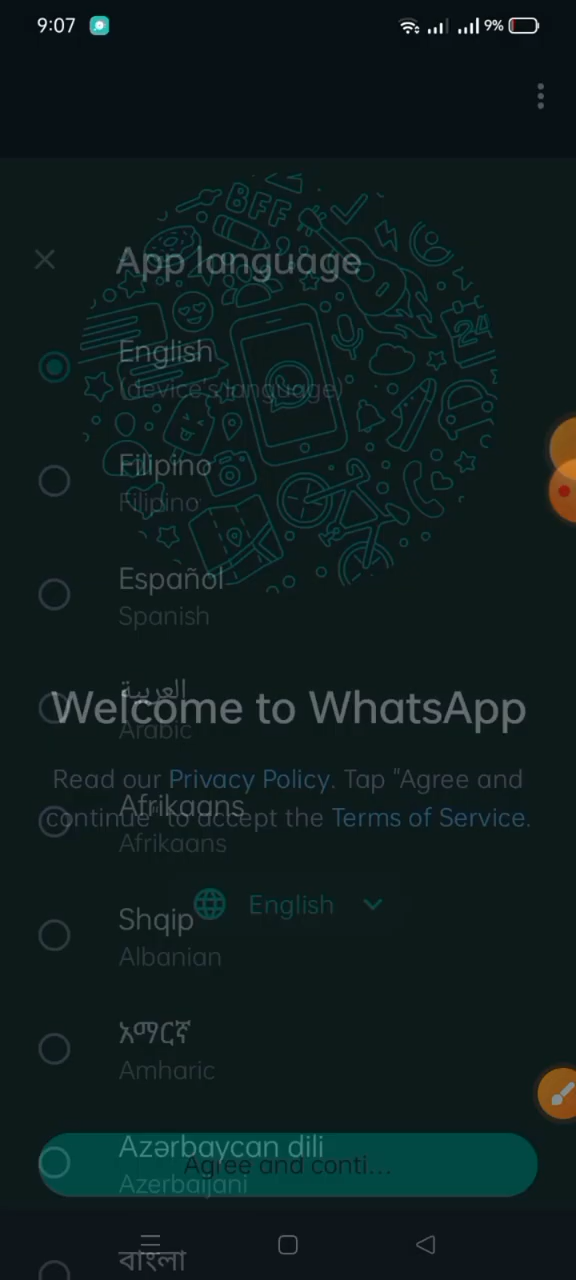 9:07
9%
BFF
24
App language
English
(device's language)
Filipino
Filipino
Español
Spanish
العربية
Arabic
Welcome to WhatsApp
Read our Privacy Policy. Tap "Agree and
continue" to accept the Terms of Service.
Afrikaans
Afrikaans
English
Shqip
Albanian
አማርኛ
Amharic
Azərbaycan dili
Azerbaijani
Agree and conti...
বাংলা